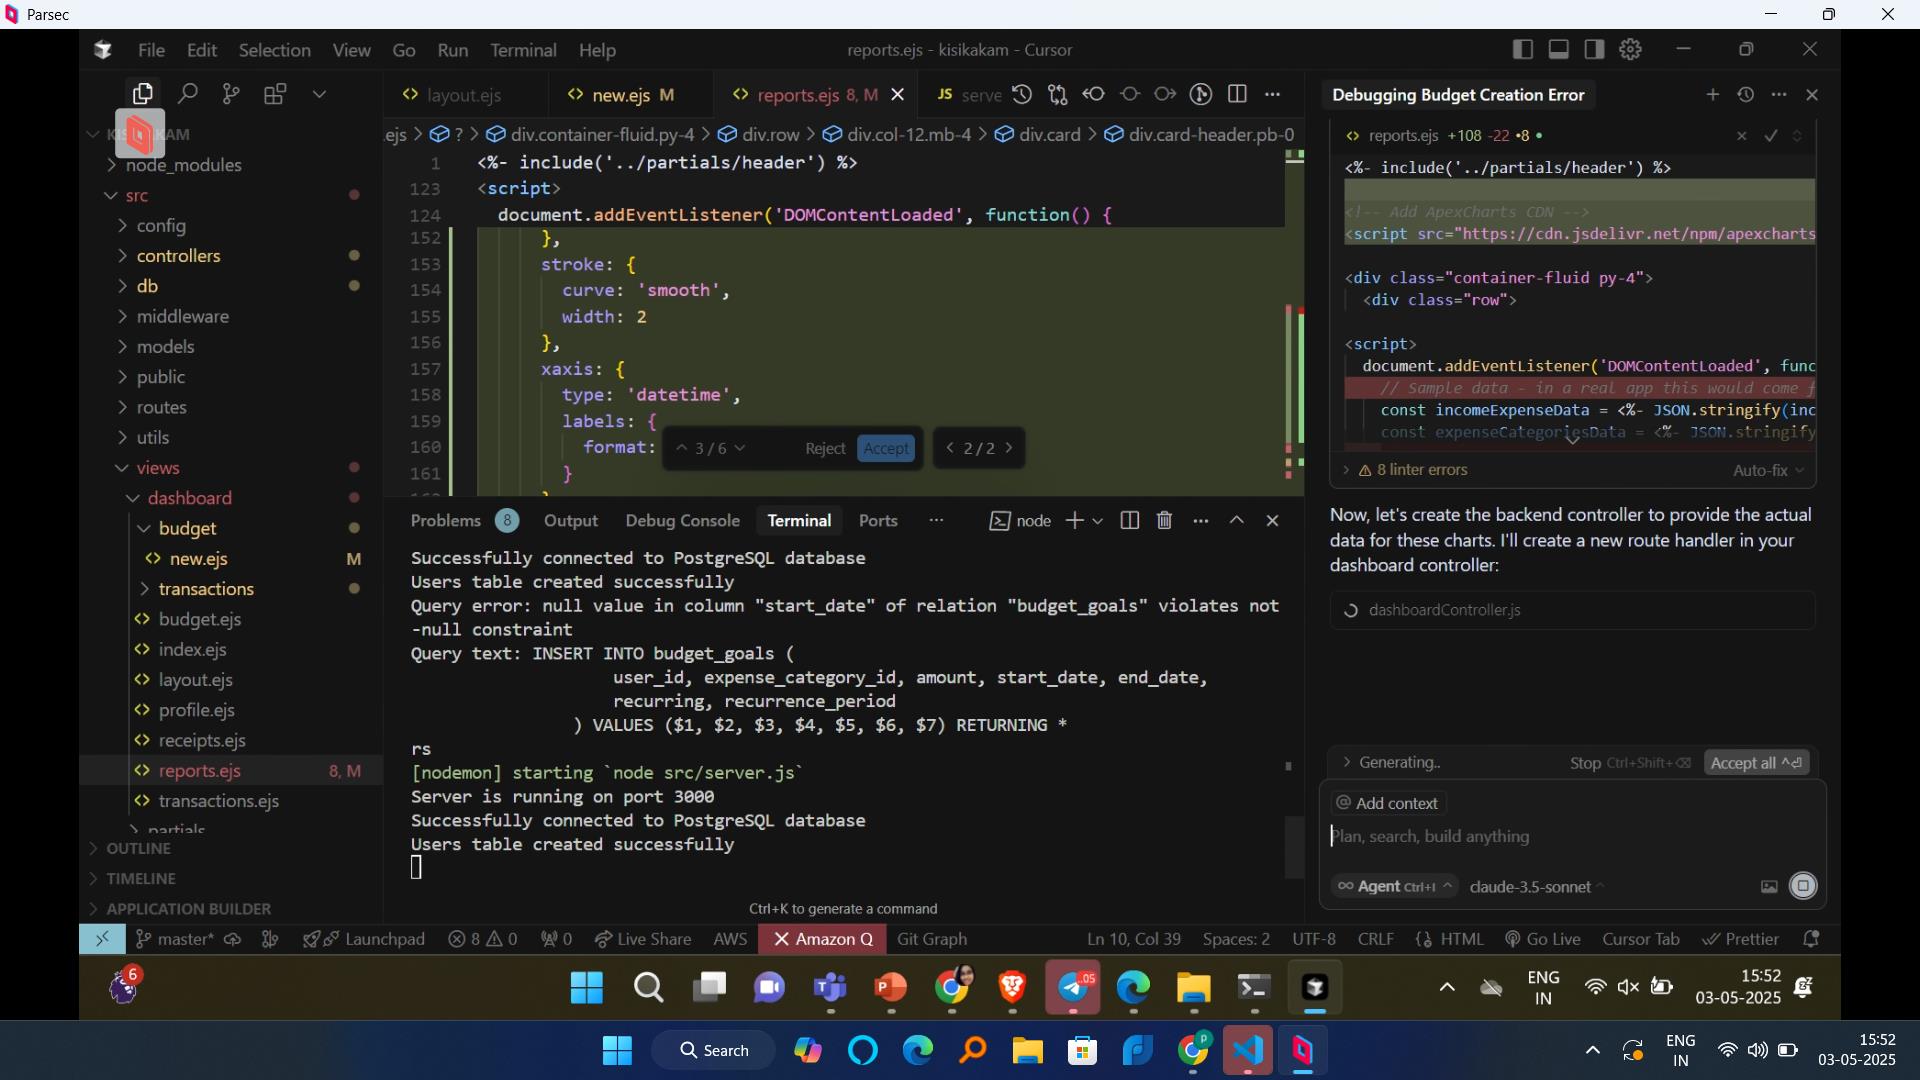 Parsec
File Edit Selection View Go Run Terminal Help
reports.ejs - kisikakam - Cursor
layout.ejs
new.ejs M
reports.ejs 8, M
JS serve
.ejs > ? > div.container-fluid.py-4 > div.row > div.col-12.mb-4 > div.card > div.card-header.pb-0
node_modules
src
config
controllers
db
middleware
models
public
routes
utils
views
dashboard
budget
new.ejs M
transactions
budget.ejs
index.ejs
layout.ejs
profile.ejs
receipts.ejs
reports.ejs 8, M
transactions.ejs
partials
OUTLINE
TIMELINE
APPLICATION BUILDER
1 <%- include('../partials/header') %>
123 <script>
124 document.addEventListener('DOMContentLoaded', function() {
152 },
153 stroke: {
154 curve: 'smooth',
155 width: 2
156 },
157 xaxis: {
158 type: 'datetime',
159 labels: {
160 format:
161 }
3 / 6 Reject Accept
2 / 2
Problems 8 Output Debug Console Terminal Ports ···
node
Successfully connected to PostgreSQL database
Users table created successfully
Query error: null value in column "start_date" of relation "budget_goals" violates not
-null constraint
Query text: INSERT INTO budget_goals (
user_id, expense_category_id, amount, start_date, end_date,
recurring, recurrence_period
) VALUES ($1, $2, $3, $4, $5, $6, $7) RETURNING *
rs
[nodemon] starting `node src/server.js`
Server is running on port 3000
Successfully connected to PostgreSQL database
Users table created successfully
Ctrl+K to generate a command
Debugging Budget Creation Error
reports.ejs +108 -22 •8 •
<%- include('../partials/header') %>
<!-- Add ApexCharts CDN -->
<script src="https://cdn.jsdelivr.net/npm/apexcharts
<div class="container-fluid py-4">
<div class="row">
<script>
document.addEventListener('DOMContentLoaded', func
// Sample data - in a real app this would come f
const incomeExpenseData = <%- JSON.stringify(inc
const expenseCategoriesData = <%- JSON.stringify
8 linter errors
Auto-fix
Now, let's create the backend controller to provide the actual
data for these charts. I'll create a new route handler in your
dashboard controller:
dashboardController.js
Generating..
Stop Ctrl+Shift+⌫
Accept all ^⏎
@ Add context
Plan, search, build anything
∞ Agent Ctrl+I
claude-3.5-sonnet
master*
Launchpad
8 0
0
Live Share
AWS
Amazon Q
Git Graph
Ln 10, Col 39
Spaces: 2
UTF-8
CRLF
HTML
Go Live
Cursor Tab
Prettier
6
.05
ENG
IN
15:52
03-05-2025
Search
P
ENG
IN
15:52
03-05-2025